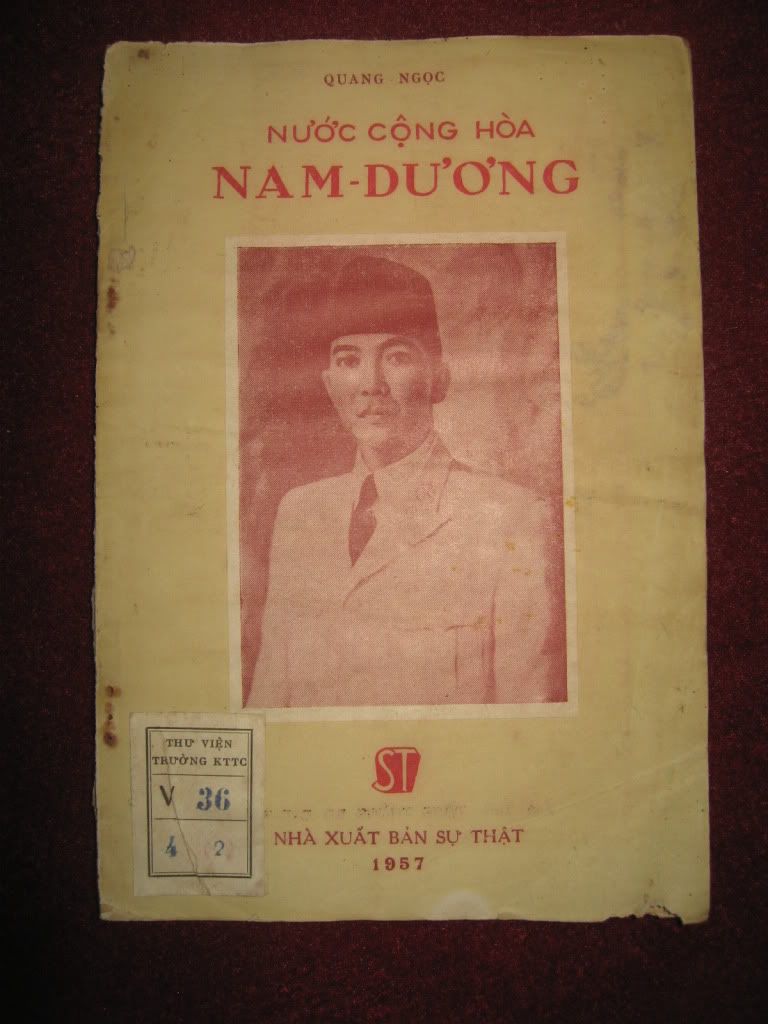 QUANG NGỌC
NƯỚC CỘNG HÒA
NAM-DƯƠNG
ST
THƯ VIỆN
TRƯỜNG KTTC
V 36
4 2
NHÀ XUẤT BẢN SỰ THẬT
1957